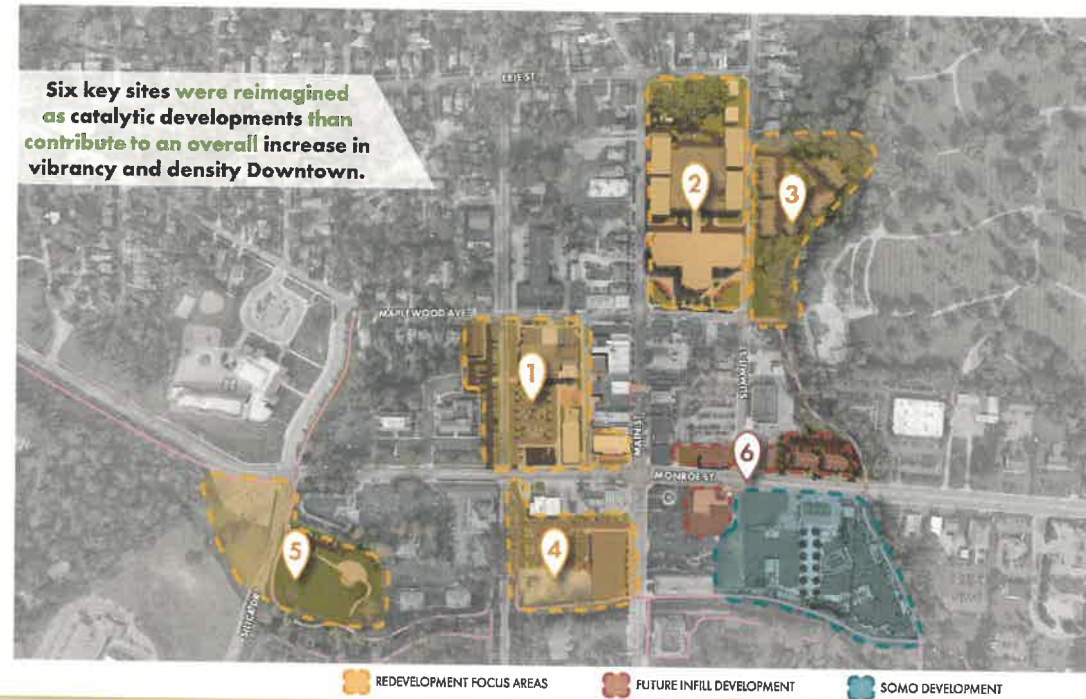 Six key sites were reimagined
as catalytic developments than
contribute to an overall increase in
vibrancy and density Downtown.
ERIE ST
2
3
MAPLEWOOD AVE
1
SUMMIT ST
MAIN ST
6
MONROE ST
5
4
SILICA DR
REDEVELOPMENT FOCUS AREAS
FUTURE INFILL DEVELOPMENT
SOMO DEVELOPMENT